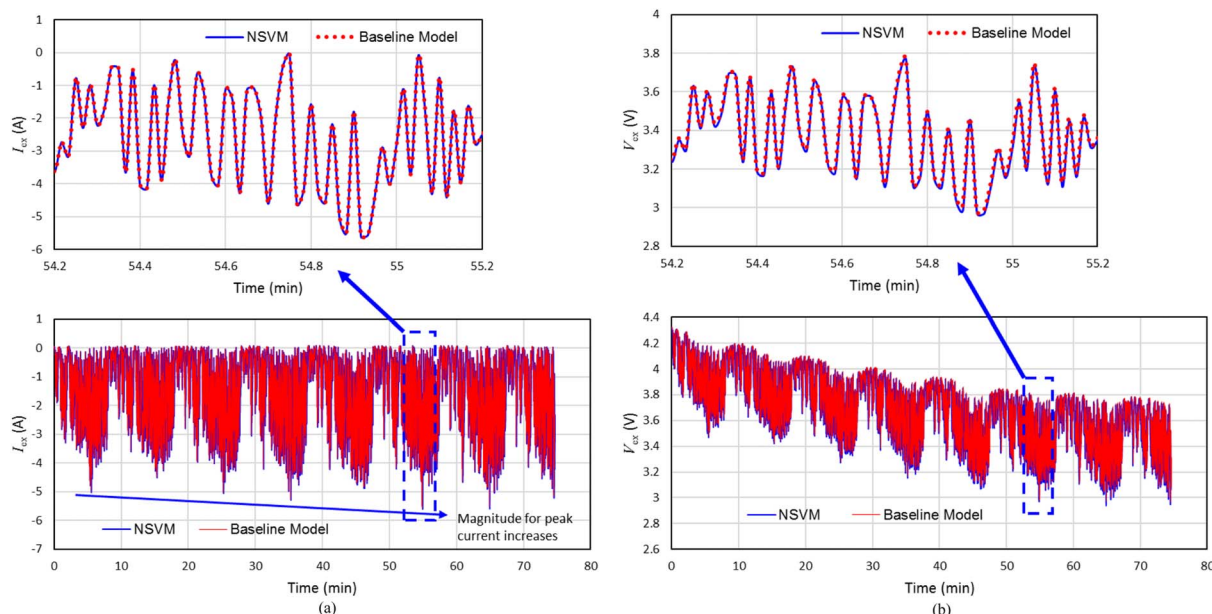 NSVM Baseline Model
1
0
-1
-2
-3
-4
-5
-6
I ex (A)
54.2 54.4 54.6 54.8 55 55.2
Time (min)
NSVM Baseline Model
4
3.8
3.6
3.4
3.2
3
2.8
V ex (V)
54.2 54.4 54.6 54.8 55 55.2
Time (min)
1
0
-1
-2
-3
-4
-5
-6
-7
I ex (A)
0 10 20 30 40 50 60 70 80
NSVM Baseline Model
Magnitude for peak
current increases
Time (min)
(a)
4.4
4.2
4
3.8
3.6
3.4
3.2
3
2.8
2.6
V ex (V)
0 10 20 30 40 50 60 70 80
NSVM Baseline Model
Time (min)
(b)